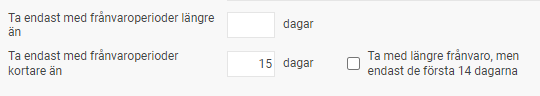 Ta endast med frånvaroperioder längre
än
dagar
Ta endast med frånvaroperioder
kortare än
15 dagar
Ta med längre frånvaro, men
endast de första 14 dagarna